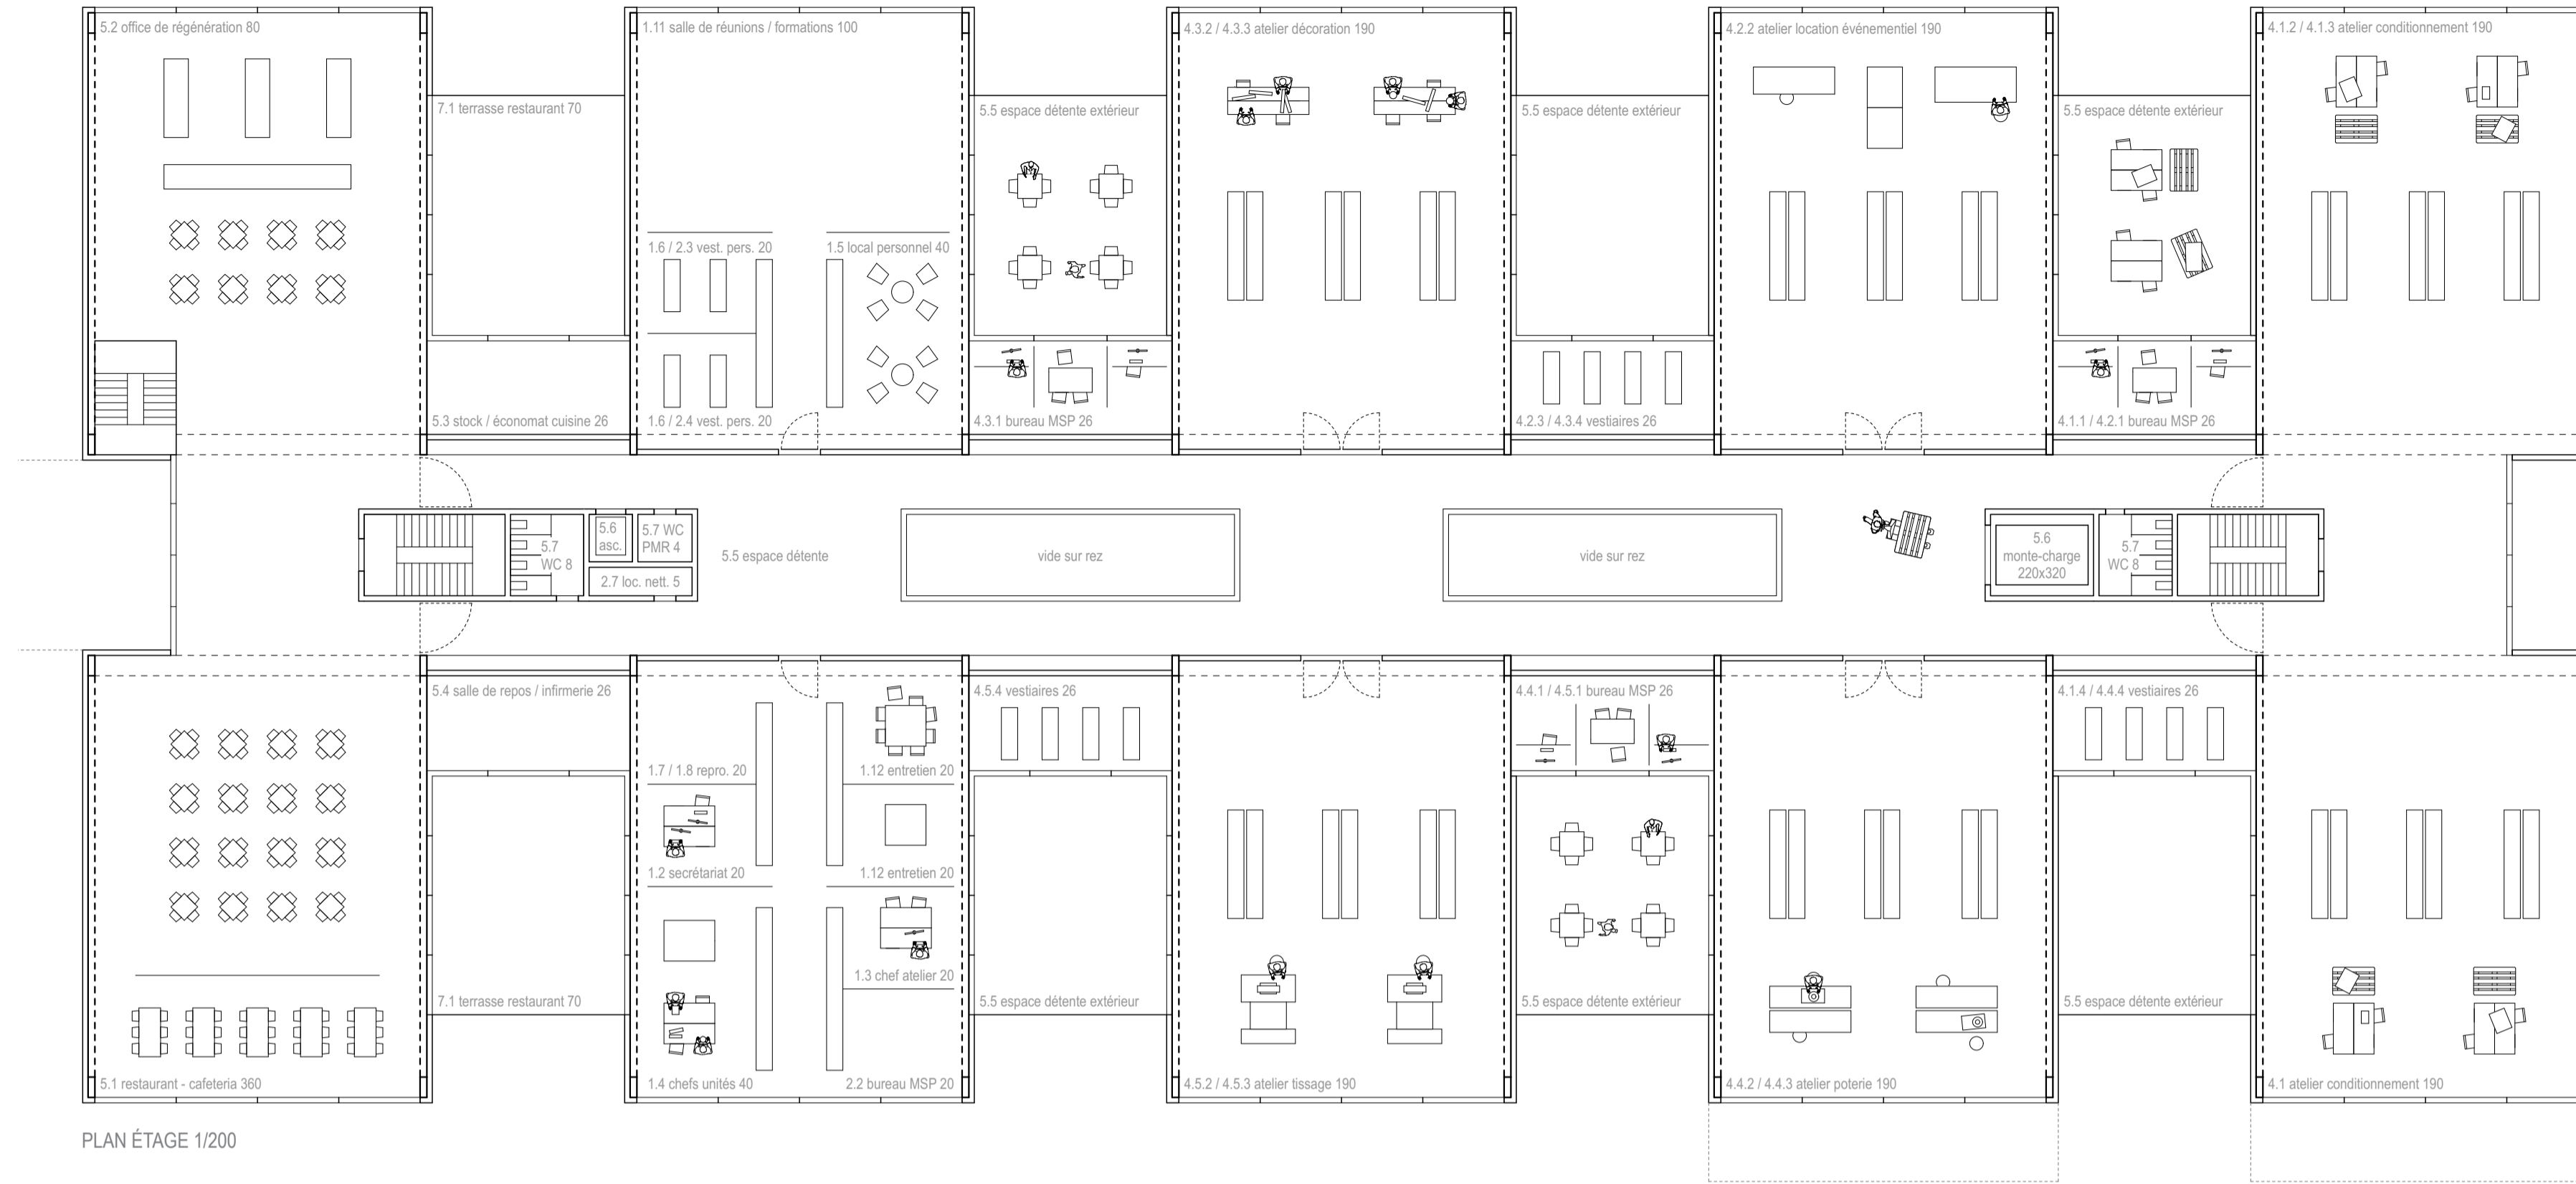 5.2 office de régénération 80
1.11 salle de réunions / formations 100
4.3.2 / 4.3.3 atelier décoration 190
4.2.2 atelier location événementiel 190
4.1.2 / 4.1.3 atelier conditionnement 190
7.1 terrasse restaurant 70
5.5 espace détente extérieur
5.5 espace détente extérieur
5.5 espace détente extérieur
1.6 / 2.3 vest. pers. 20
1.5 local personnel 40
5.3 stock / économat cuisine 26
1.6 / 2.4 vest. pers. 20
4.3.1 bureau MSP 26
4.2.3 / 4.3.4 vestiaires 26
4.1.1 / 4.2.1 bureau MSP 26
5.7
WC 8
5.6
asc.
5.7 WC
PMR 4
2.7 loc. nett. 5
5.5 espace détente
vide sur rez
vide sur rez
5.6
monte-charge
220x320
5.7
WC 8
5.4 salle de repos / infirmerie 26
4.5.4 vestiaires 26
4.4.1 / 4.5.1 bureau MSP 26
4.1.4 / 4.4.4 vestiaires 26
1.7 / 1.8 repro. 20
1.12 entretien 20
1.2 secrétariat 20
1.12 entretien 20
1.3 chef atelier 20
7.1 terrasse restaurant 70
5.5 espace détente extérieur
5.5 espace détente extérieur
5.5 espace détente extérieur
5.1 restaurant - cafeteria 360
1.4 chefs unités 40
2.2 bureau MSP 20
4.5.2 / 4.5.3 atelier tissage 190
4.4.2 / 4.4.3 atelier poterie 190
4.1 atelier conditionnement 190
PLAN ÉTAGE 1/200